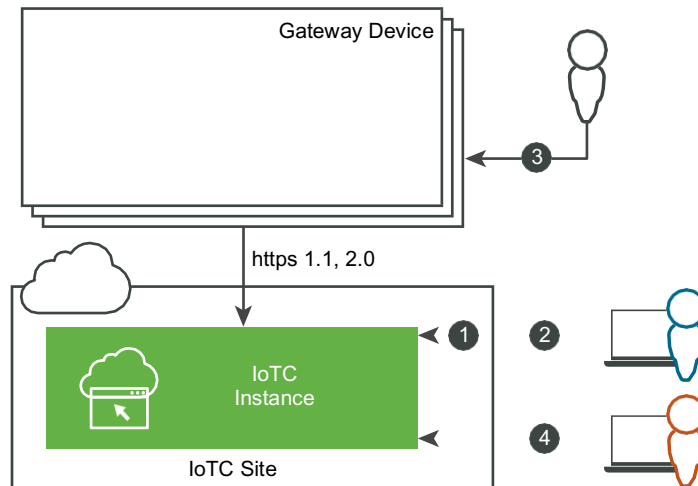 Gateway Device
3
https 1.1, 2.0
1
2
IoTC
Instance
4
IoTC Site